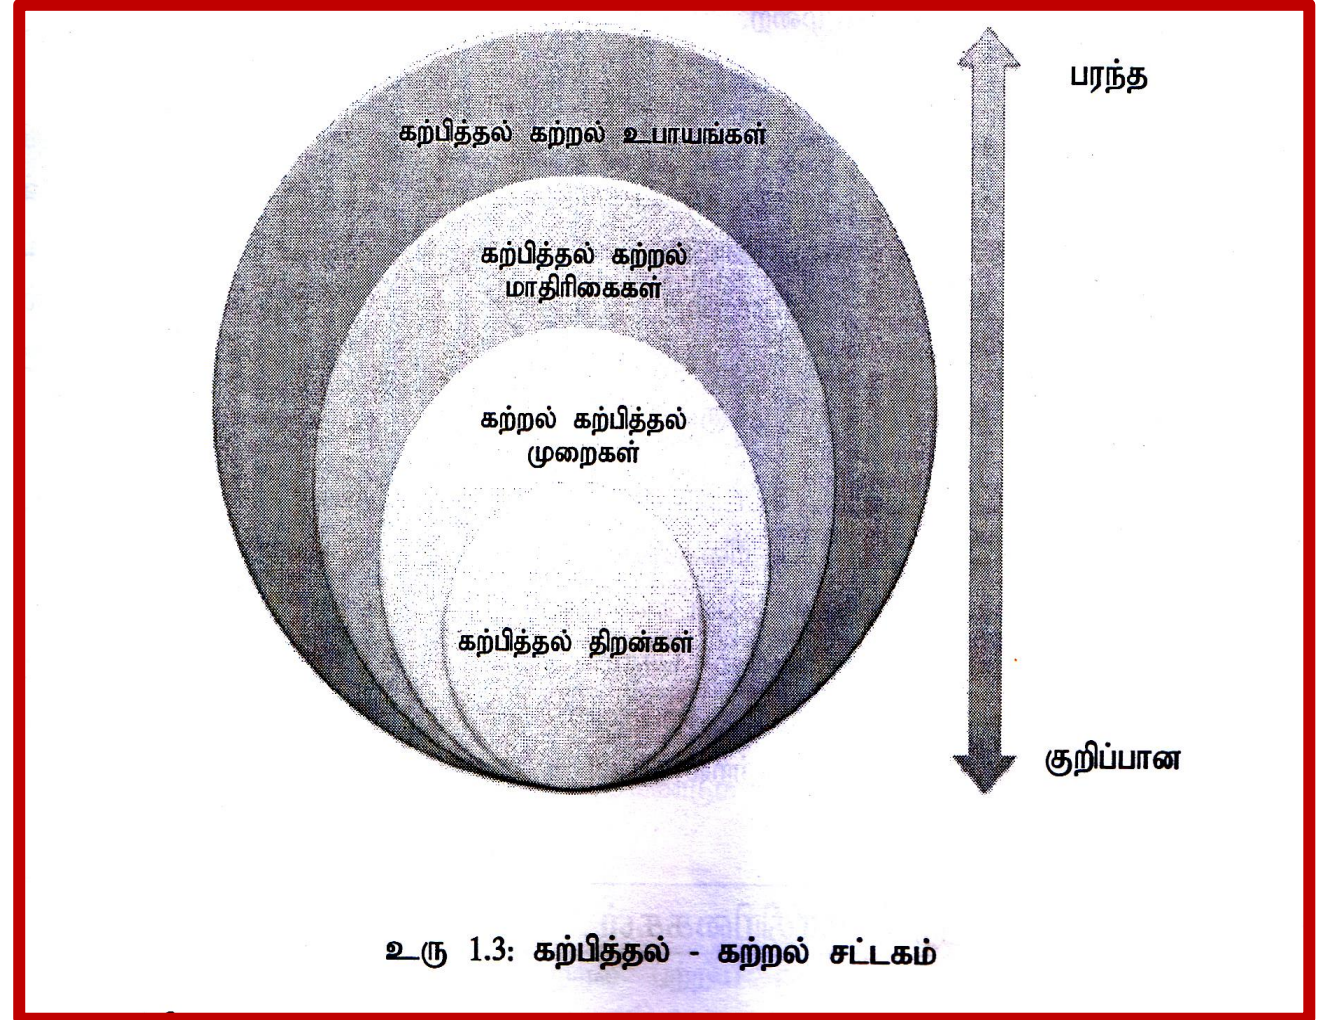 பரந்த
கற்பித்தல் கற்றல் உபாயங்கள்
கற்பித்தல் கற்றல்
மாதிரிகைகள்
கற்றல் கற்பித்தல்
முறைகள்
கற்பித்தல் திறன்கள்
குறிப்பான
உரு 1.3: கற்பித்தல் - கற்றல் சட்டகம்